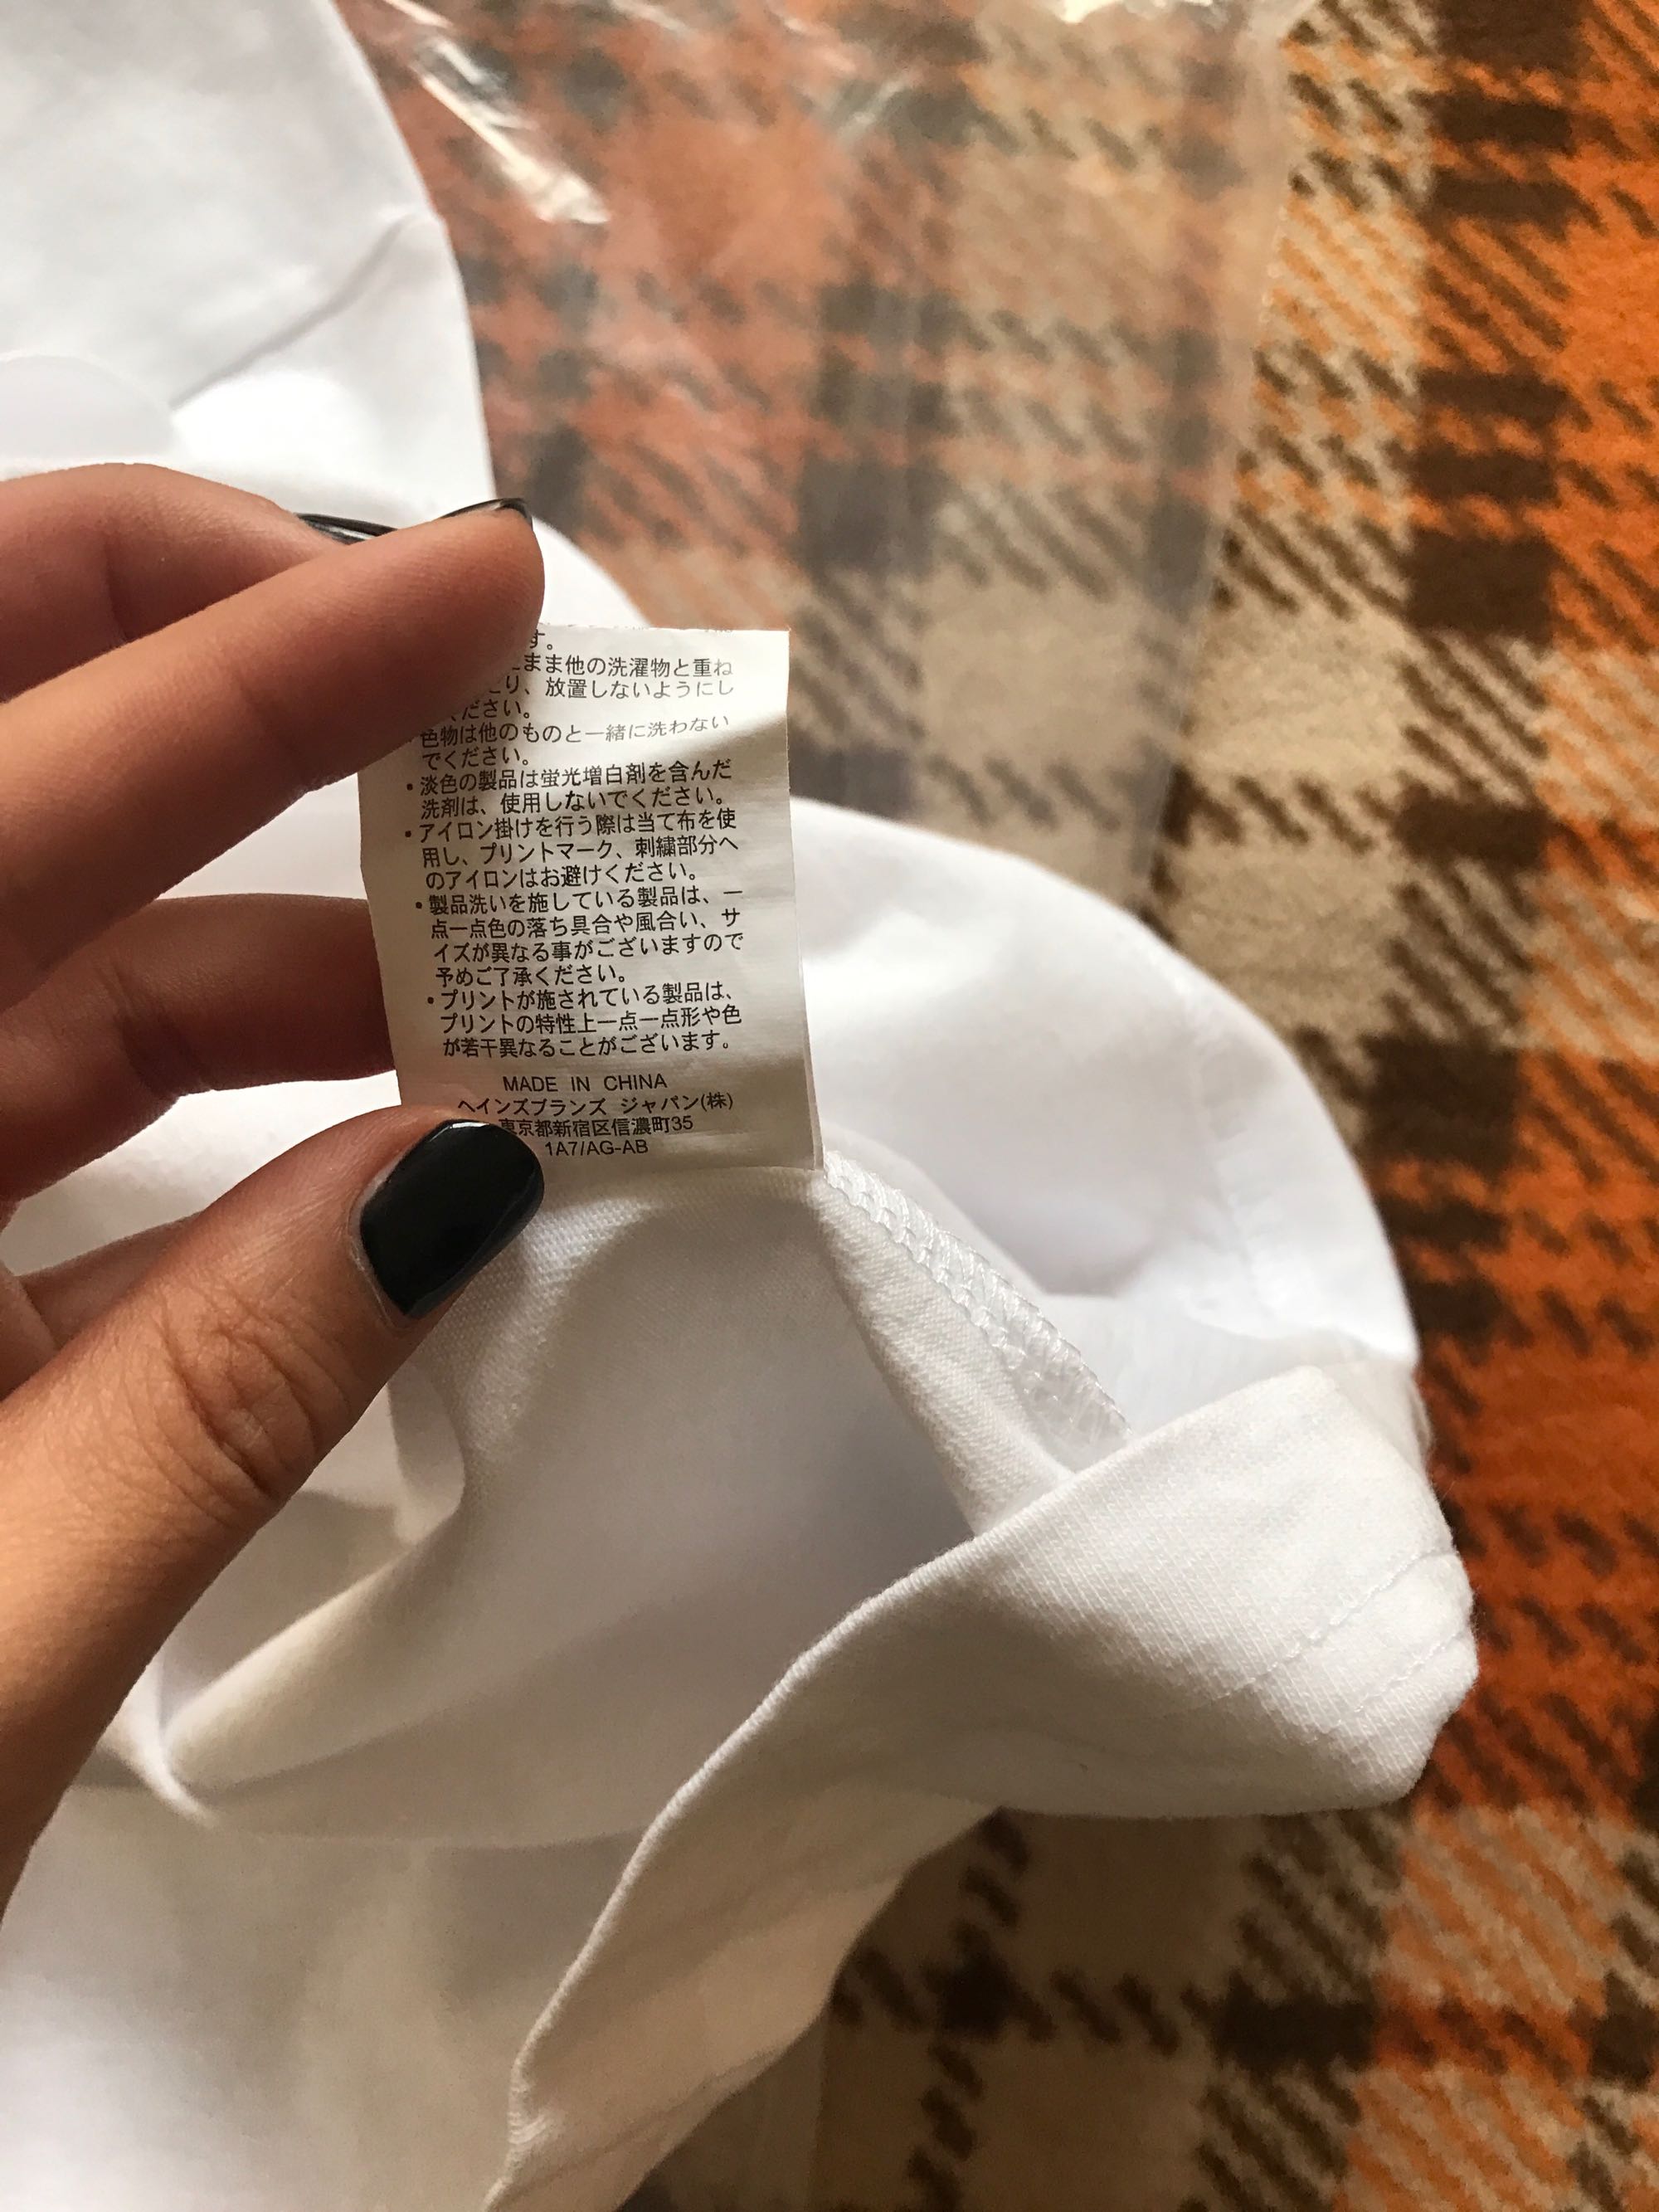 す。
まま他の洗濯物と重ね
り、放置しないようにし
ください。
色物は他のものと一緒に洗わない
でください。
・淡色の製品は蛍光増白剤を含んだ
洗剤は、使用しないでください。
・アイロン掛けを行う際は当て布を使
用し、プリントマーク、刺繍部分へ
のアイロンはお避けください。
・製品洗いを施している製品は、一
点一点色の落ち具合や風合い、サ
イズが異なる事がございますので
予めご了承ください。
・プリントが施されている製品は、
プリントの特性上一点一点形や色
が若干異なることがございます。
MADE IN CHINA
ヘインズブランズ ジャパン(株)
東京都新宿区信濃町35
1A7/AG-AB